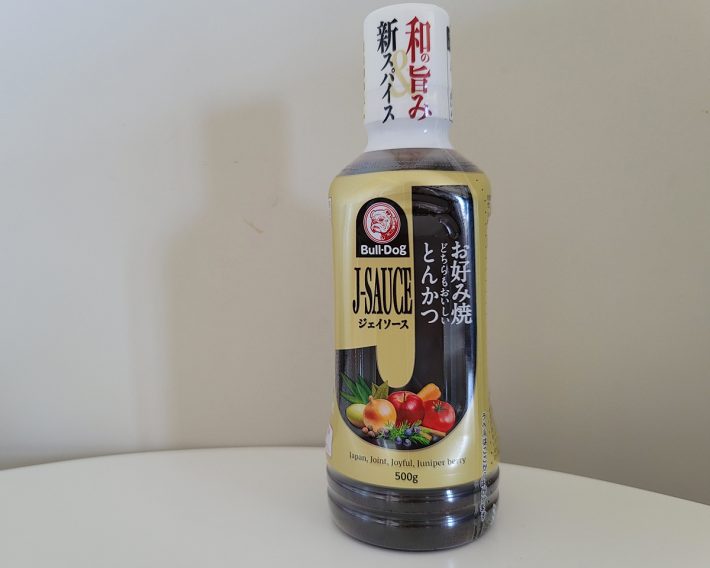 和の旨み
&
新スパイス
Bull-Dog
J-SAUCE
ジェイソース
お好み焼
どちらもおいしい
とんかつ
Japan, Joint, Joyful, Juniper berry
500g